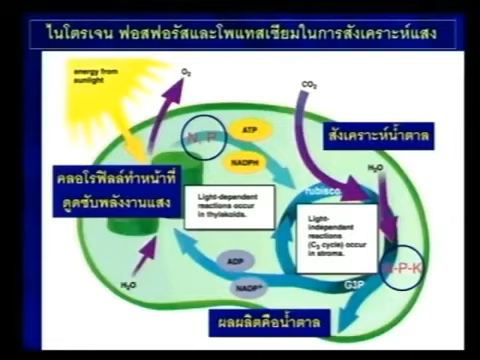 ไนโตรเจน ฟอสฟอรัสและโพแทสเซียมในการสังเคราะห์แสง
energy from
sunlight
O₂
CO₂
N, P
ATP
NADPH
สังเคราะห์น้ำตาล
คลอโรฟิลล์ทำหน้าที่
ดูดซับพลังงานแสง
H₂O
rubisco
Light-dependent
reactions occur
in thylakoids.
Light-
independent
reactions
(C₃ cycle) occur
in stroma.
ADP
NADP⁺
-P-K
G3P
H₂O
ผลผลิตคือน้ำตาล